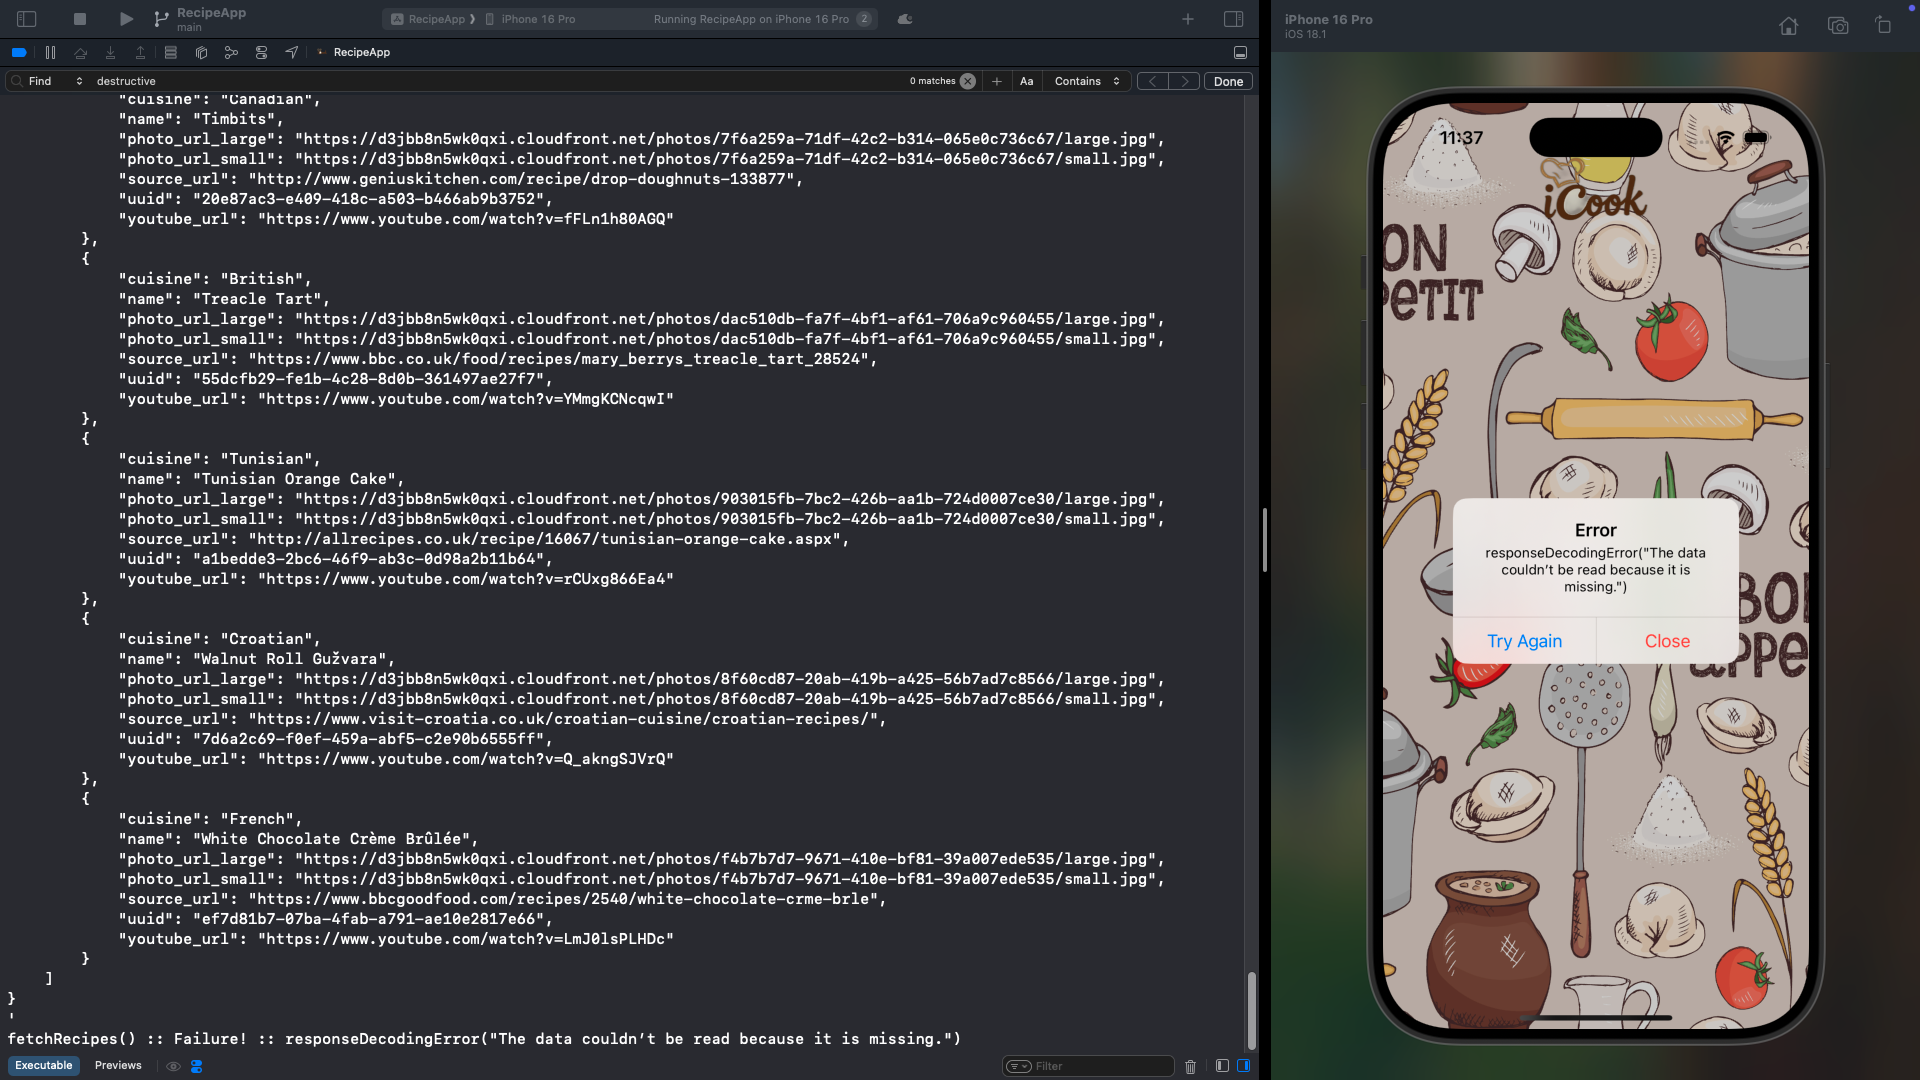 RecipeApp
main
RecipeApp
iPhone 16 Pro
Running RecipeApp on iPhone 16 Pro
2
RecipeApp
Find
destructive
0 matches
Aa
Contains
Done
"cuisine": "Canadian",
"name": "Timbits",
"photo_url_large": "https://d3jbb8n5wk0qxi.cloudfront.net/photos/7f6a259a-71df-42c2-b314-065e0c736c67/large.jpg",
"photo_url_small": "https://d3jbb8n5wk0qxi.cloudfront.net/photos/7f6a259a-71df-42c2-b314-065e0c736c67/small.jpg",
"source_url": "http://www.geniuskitchen.com/recipe/drop-doughnuts-133877",
"uuid": "20e87ac3-e409-418c-a503-b466ab9b3752",
"youtube_url": "https://www.youtube.com/watch?v=fFLn1h80AGQ"
},
{
"cuisine": "British",
"name": "Treacle Tart",
"photo_url_large": "https://d3jbb8n5wk0qxi.cloudfront.net/photos/dac510db-fa7f-4bf1-af61-706a9c960455/large.jpg",
"photo_url_small": "https://d3jbb8n5wk0qxi.cloudfront.net/photos/dac510db-fa7f-4bf1-af61-706a9c960455/small.jpg",
"source_url": "https://www.bbc.co.uk/food/recipes/mary_berrys_treacle_tart_28524",
"uuid": "55dcfb29-fe1b-4c28-8d0b-361497ae27f7",
"youtube_url": "https://www.youtube.com/watch?v=YMmgKCNcqwI"
},
{
"cuisine": "Tunisian",
"name": "Tunisian Orange Cake",
"photo_url_large": "https://d3jbb8n5wk0qxi.cloudfront.net/photos/903015fb-7bc2-426b-aa1b-724d0007ce30/large.jpg",
"photo_url_small": "https://d3jbb8n5wk0qxi.cloudfront.net/photos/903015fb-7bc2-426b-aa1b-724d0007ce30/small.jpg",
"source_url": "http://allrecipes.co.uk/recipe/16067/tunisian-orange-cake.aspx",
"uuid": "a1bedde3-2bc6-46f9-ab3c-0d98a2b11b64",
"youtube_url": "https://www.youtube.com/watch?v=rCUxg866Ea4"
},
{
"cuisine": "Croatian",
"name": "Walnut Roll Gužvara",
"photo_url_large": "https://d3jbb8n5wk0qxi.cloudfront.net/photos/8f60cd87-20ab-419b-a425-56b7ad7c8566/large.jpg",
"photo_url_small": "https://d3jbb8n5wk0qxi.cloudfront.net/photos/8f60cd87-20ab-419b-a425-56b7ad7c8566/small.jpg",
"source_url": "https://www.visit-croatia.co.uk/croatian-cuisine/croatian-recipes/",
"uuid": "7d6a2c69-f0ef-459a-abf5-c2e90b6555ff",
"youtube_url": "https://www.youtube.com/watch?v=Q_akngSJVrQ"
},
{
"cuisine": "French",
"name": "White Chocolate Crème Brûlée",
"photo_url_large": "https://d3jbb8n5wk0qxi.cloudfront.net/photos/f4b7b7d7-9671-410e-bf81-39a007ede535/large.jpg",
"photo_url_small": "https://d3jbb8n5wk0qxi.cloudfront.net/photos/f4b7b7d7-9671-410e-bf81-39a007ede535/small.jpg",
"source_url": "https://www.bbcgoodfood.com/recipes/2540/white-chocolate-crme-brle",
"uuid": "ef7d81b7-07ba-4fab-a791-ae10e2817e66",
"youtube_url": "https://www.youtube.com/watch?v=LmJ0lsPLHDc"
}
]
}
'
fetchRecipes() :: Failure! :: responseDecodingError("The data couldn’t be read because it is missing.")
Executable
Previews
Filter
iPhone 16 Pro
iOS 18.1
11:37
iCook
ON
PETIT
Error
responseDecodingError("The data
couldn’t be read because it is
missing.")
Try Again
Close
BON
APPE